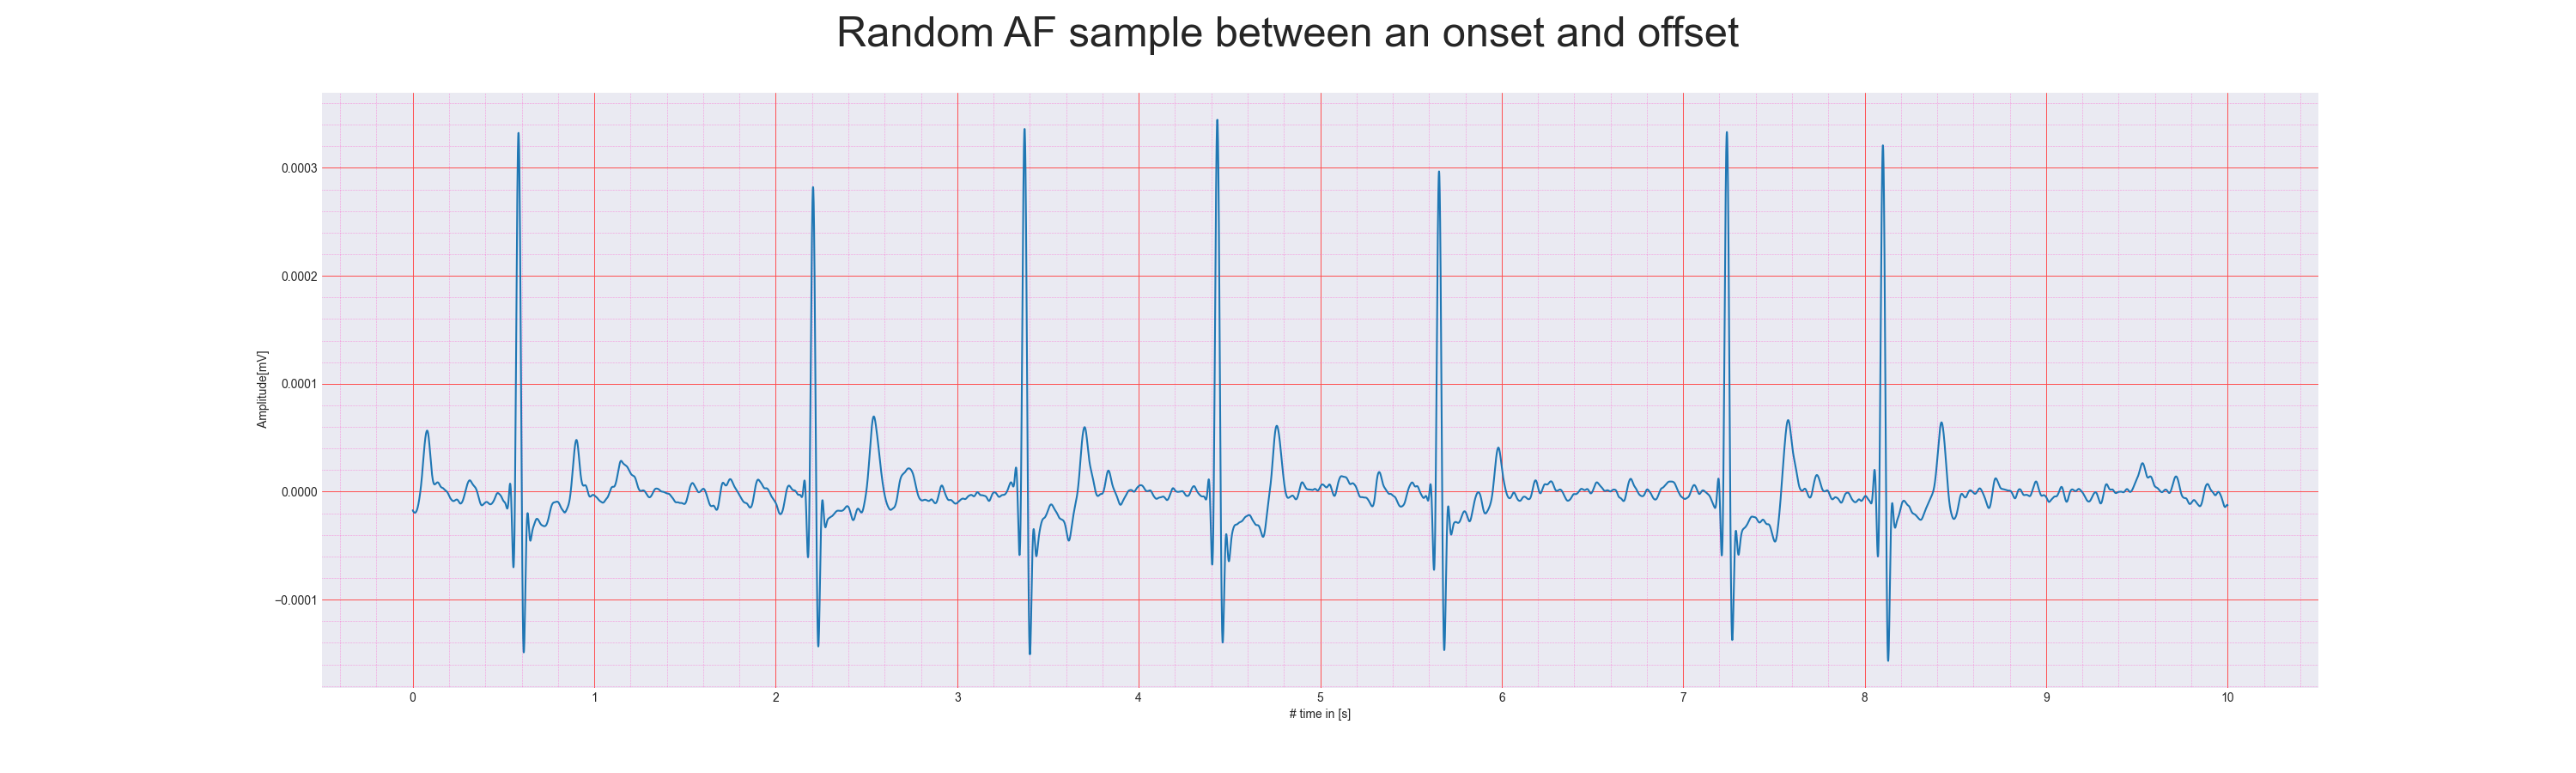 Random AF sample between an onset and offset
0.0003
0.0002
0.0001
0.0000
−0.0001
Amplitude[mV]
0 1 2 3 4 5 6 7 8 9 10
# time in [s]